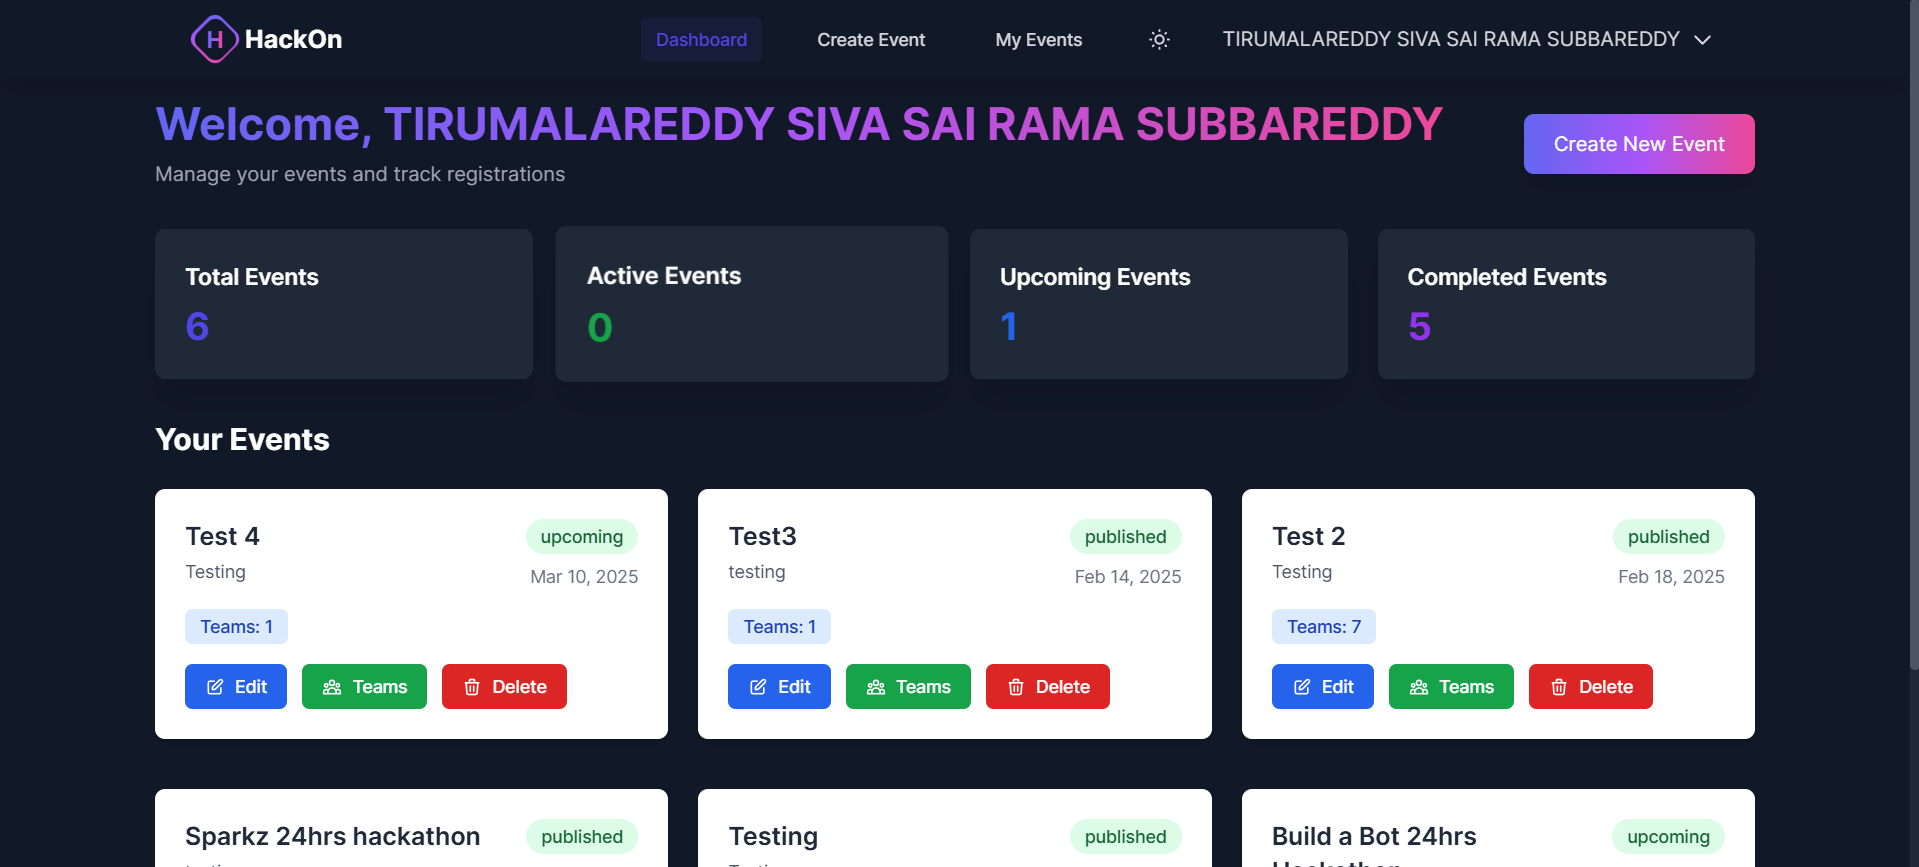 H HackOn
Dashboard
Create Event
My Events
TIRUMALAREDDY SIVA SAI RAMA SUBBAREDDY
Welcome, TIRUMALAREDDY SIVA SAI RAMA SUBBAREDDY
Manage your events and track registrations
Create New Event
Total Events
6
Active Events
0
Upcoming Events
1
Completed Events
5
Your Events
Test 4
upcoming
Testing
Mar 10, 2025
Teams: 1
Edit
Teams
Delete
Test3
published
testing
Feb 14, 2025
Teams: 1
Edit
Teams
Delete
Test 2
published
Testing
Feb 18, 2025
Teams: 7
Edit
Teams
Delete
Sparkz 24hrs hackathon
published
Testing
published
Build a Bot 24hrs
upcoming